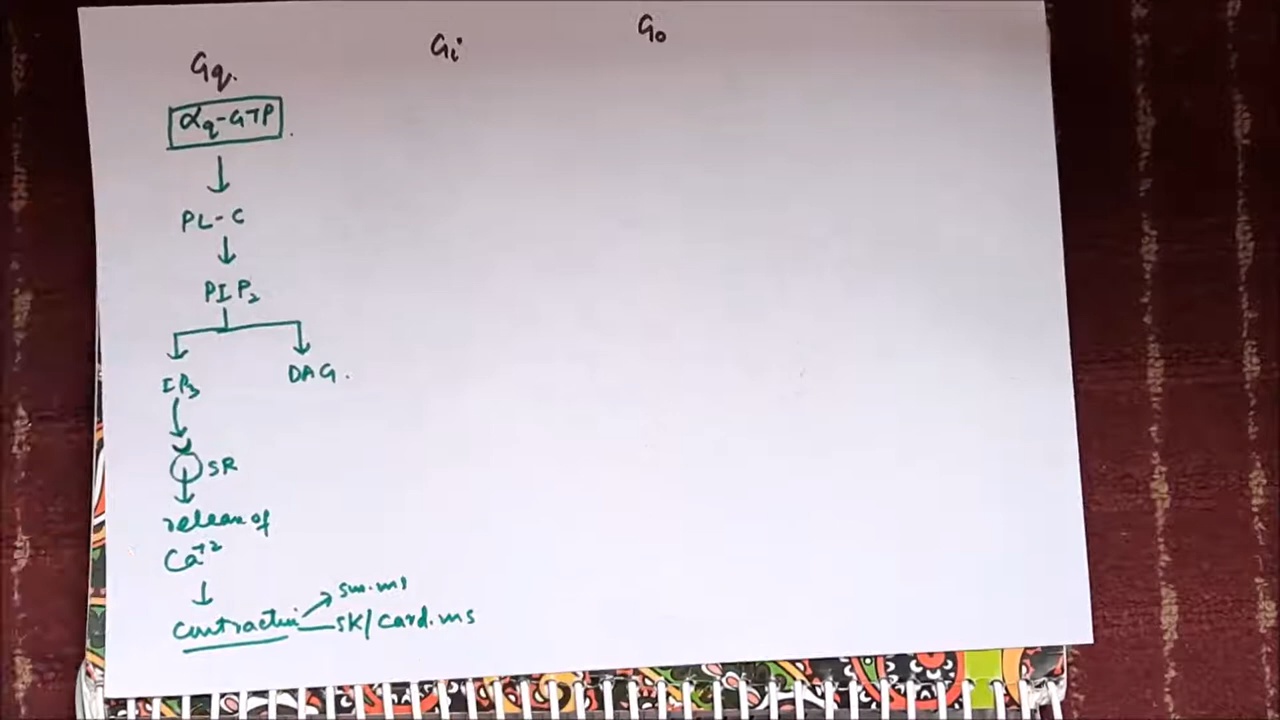 Gq.
Gi
Go
αq-GTP
PL-C
PIP₂
IP₃
DAG.
SR
release of
Ca⁺²
contraction
sm.ms
SK/Card.ms